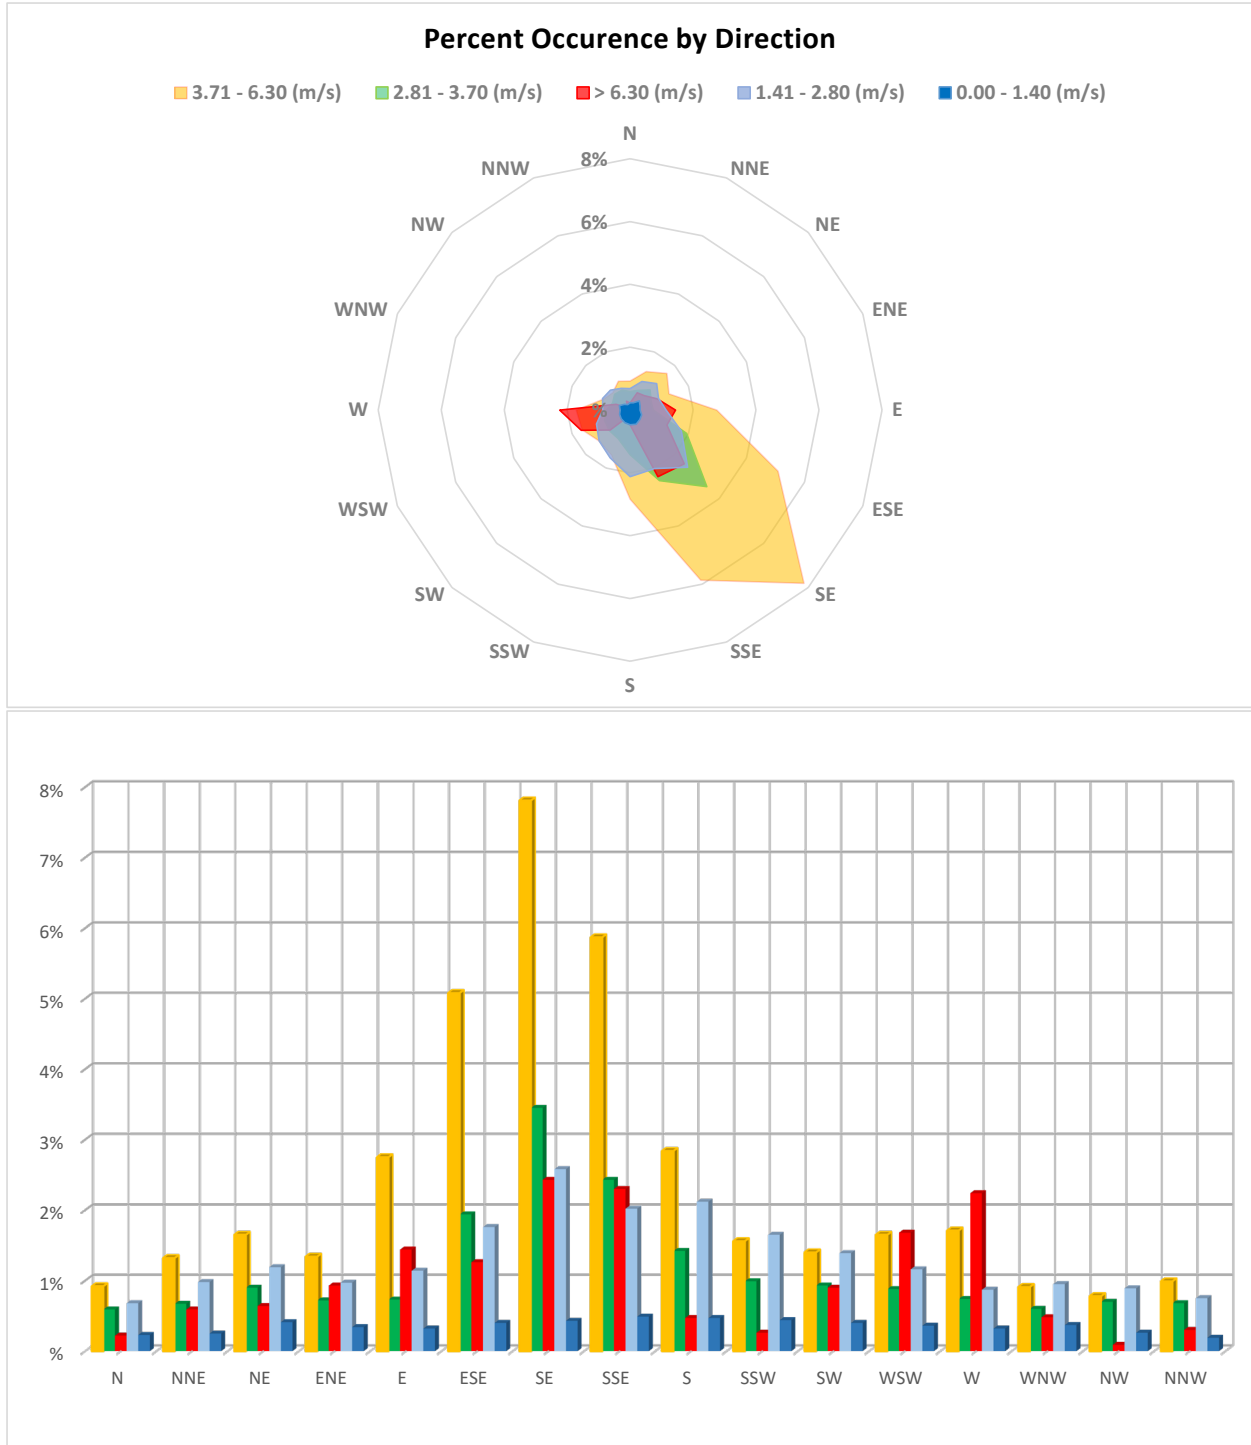 Percent Occurence by Direction
3.71 - 6.30 (m/s) 2.81 - 3.70 (m/s) > 6.30 (m/s) 1.41 - 2.80 (m/s) 0.00 - 1.40 (m/s)
N
8%
NNW NNE
6%
NW NE
4%
WNW ENE
2%
W % E
WSW ESE
SW SE
SSW SSE
S
8%
7%
6%
5%
4%
3%
2%
1%
%
N NNE NE ENE E ESE SE SSE S SSW SW WSW W WNW NW NNW